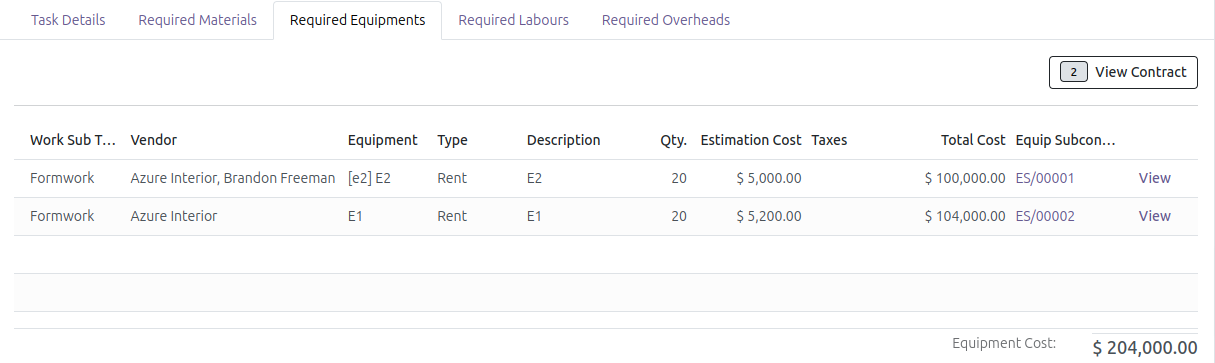 Task Details Required Materials Required Equipments Required Labours Required Overheads
2 View Contract
Work Sub T... Vendor Equipment Type Description Qty. Estimation Cost Taxes Total Cost Equip Subcon...
Formwork Azure Interior, Brandon Freeman [e2] E2 Rent E2 20 $ 5,000.00 $ 100,000.00 ES/00001 View
Formwork Azure Interior E1 Rent E1 20 $ 5,200.00 $ 104,000.00 ES/00002 View
Equipment Cost: $ 204,000.00